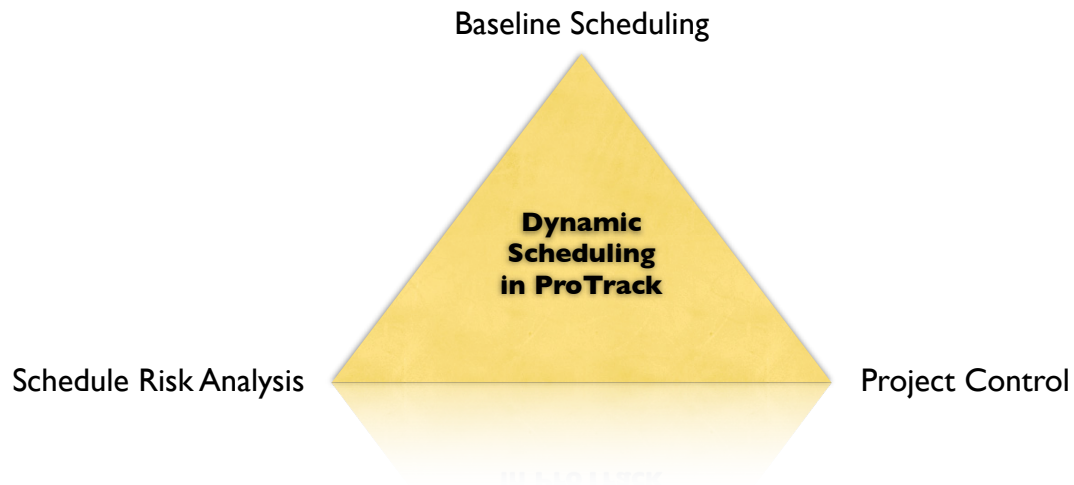 Baseline Scheduling
Dynamic
Scheduling
in ProTrack
Schedule Risk Analysis
Project Control